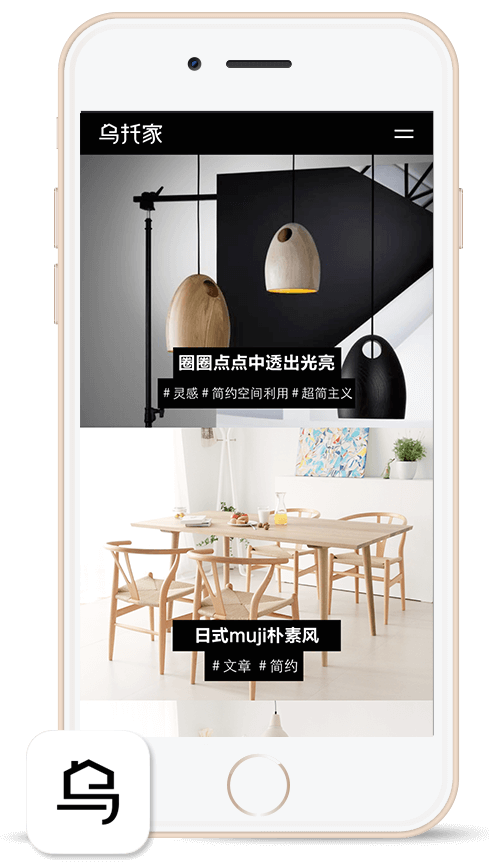 乌托家
圈圈点点中透出光亮
# 灵感 # 简约空间利用 # 超简主义
日式muji朴素风
# 文章 # 简约